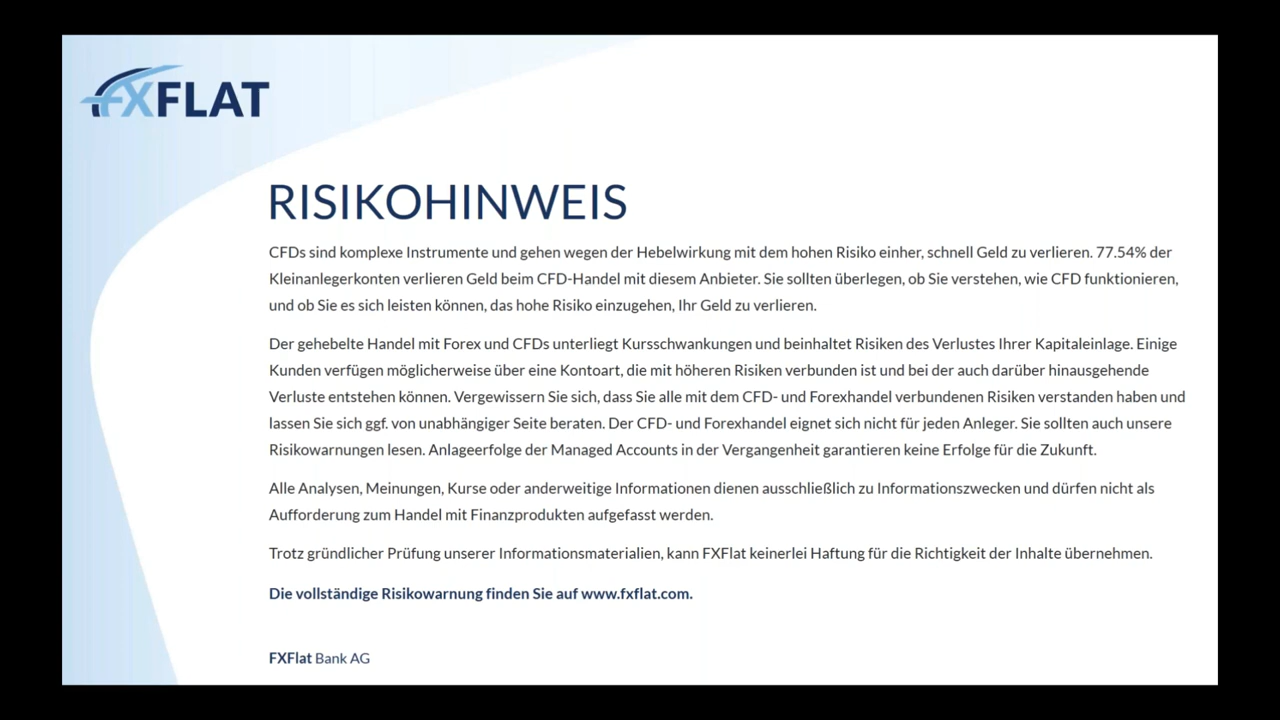 FXFLAT
RISIKOHINWEIS
CFDs sind komplexe Instrumente und gehen wegen der Hebelwirkung mit dem hohen Risiko einher, schnell Geld zu verlieren. 77.54% der
Kleinanlegerkonten verlieren Geld beim CFD-Handel mit diesem Anbieter. Sie sollten überlegen, ob Sie verstehen, wie CFD funktionieren,
und ob Sie es sich leisten können, das hohe Risiko einzugehen, Ihr Geld zu verlieren.
Der gehebelte Handel mit Forex und CFDs unterliegt Kursschwankungen und beinhaltet Risiken des Verlustes Ihrer Kapitaleinlage. Einige
Kunden verfügen möglicherweise über eine Kontoart, die mit höheren Risiken verbunden ist und bei der auch darüber hinausgehende
Verluste entstehen können. Vergewissern Sie sich, dass Sie alle mit dem CFD- und Forexhandel verbundenen Risiken verstanden haben und
lassen Sie sich ggf. von unabhängiger Seite beraten. Der CFD- und Forexhandel eignet sich nicht für jeden Anleger. Sie sollten auch unsere
Risikowarnungen lesen. Anlageerfolge der Managed Accounts in der Vergangenheit garantieren keine Erfolge für die Zukunft.
Alle Analysen, Meinungen, Kurse oder anderweitige Informationen dienen ausschließlich zu Informationszwecken und dürfen nicht als
Aufforderung zum Handel mit Finanzprodukten aufgefasst werden.
Trotz gründlicher Prüfung unserer Informationsmaterialien, kann FXFlat keinerlei Haftung für die Richtigkeit der Inhalte übernehmen.
Die vollständige Risikowarnung finden Sie auf www.fxflat.com.
FXFlat Bank AG